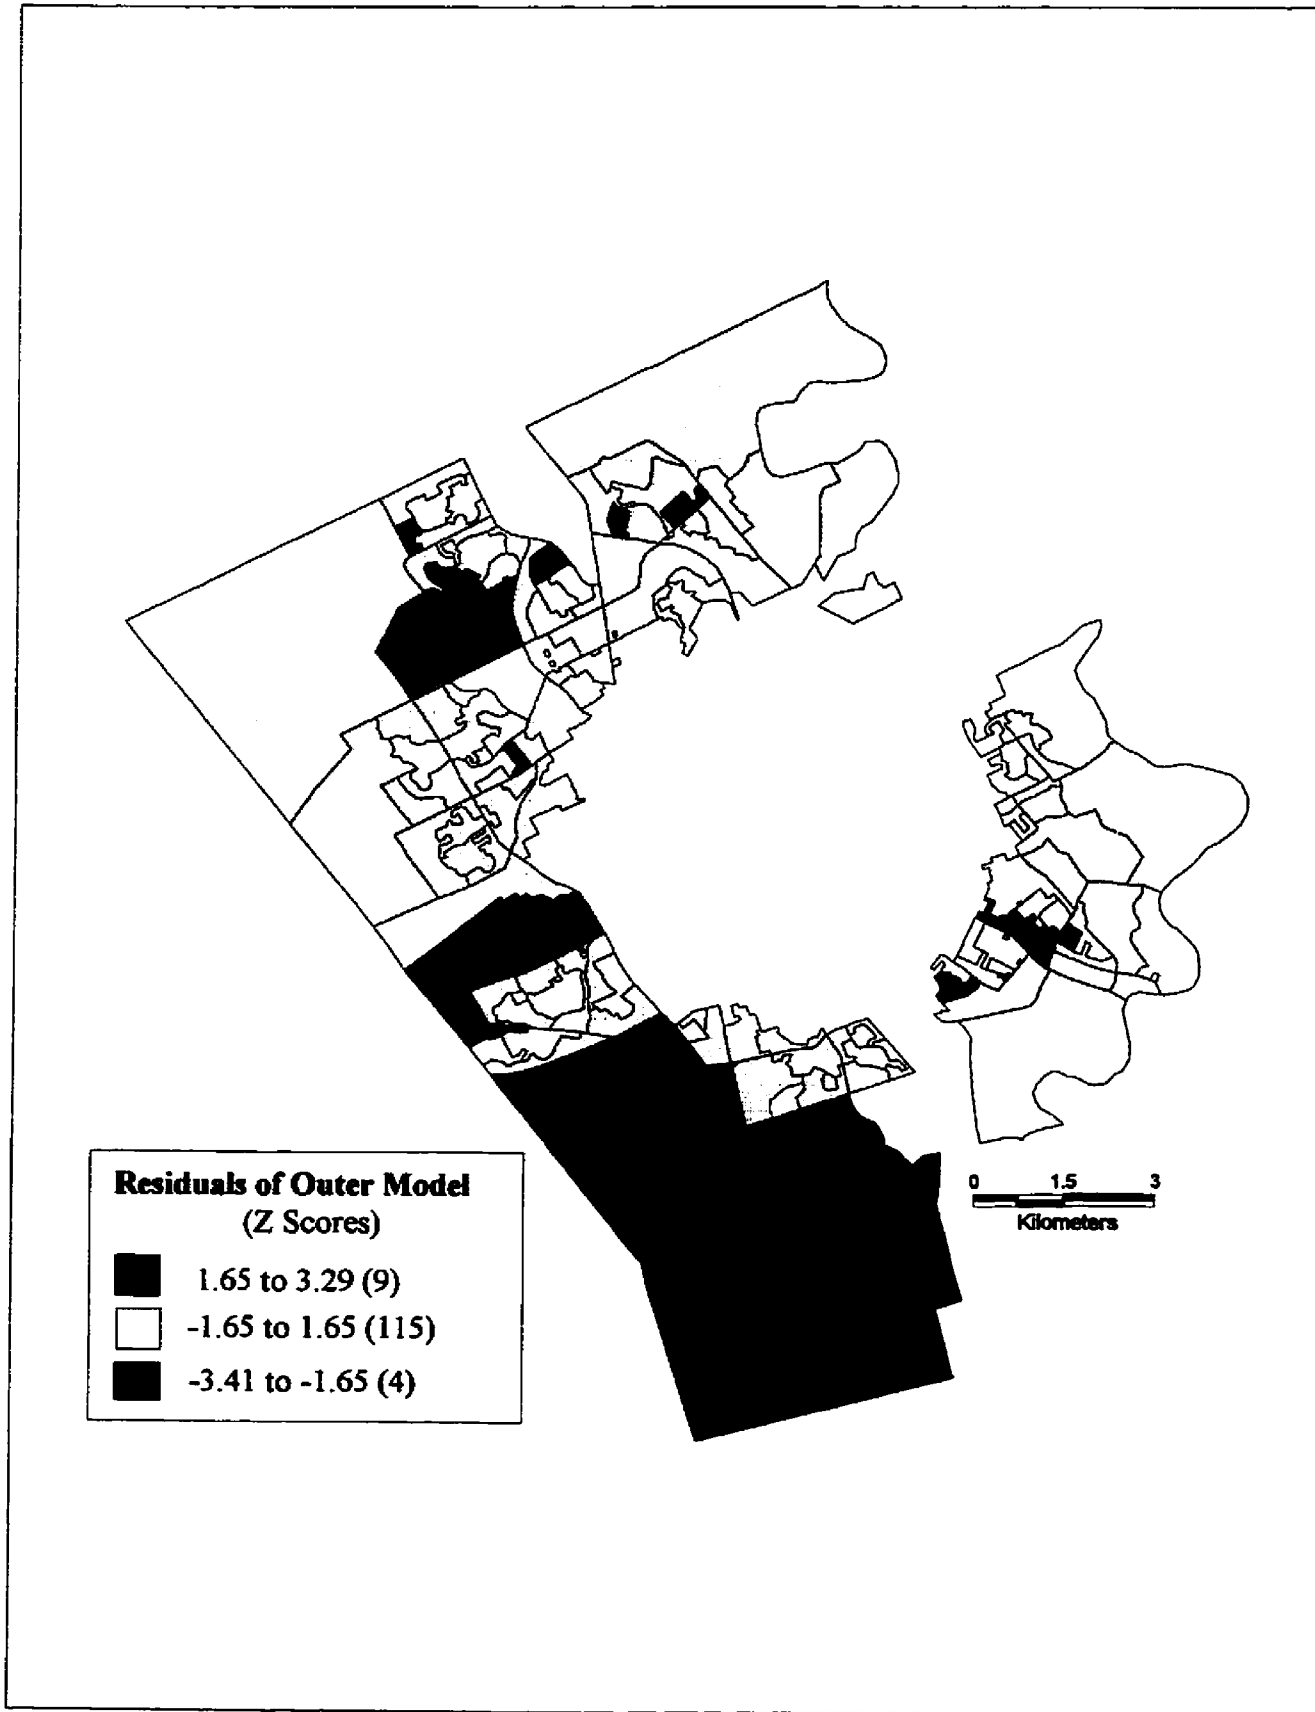 Residuals of Outer Model
(Z Scores)
1.65 to 3.29 (9)
-1.65 to 1.65 (115)
-3.41 to -1.65 (4)
0 1.5 3
Kilometers